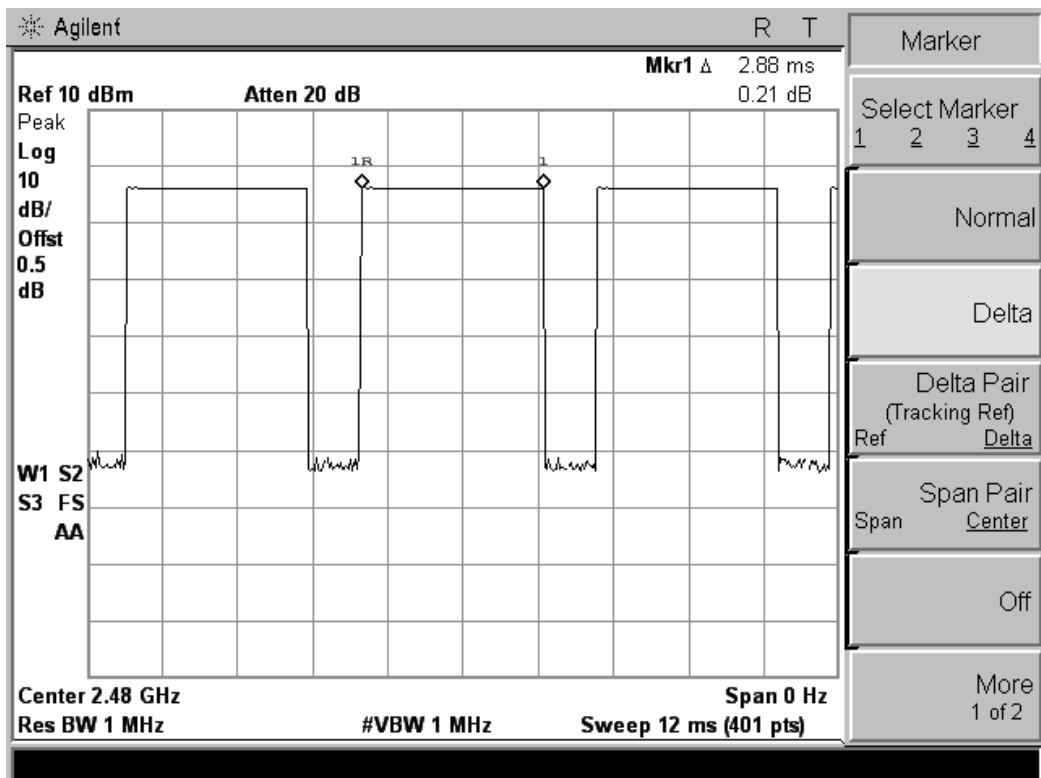 Agilent R T
Mkr1 Δ 2.88 ms
Ref 10 dBm Atten 20 dB 0.21 dB
Peak
Log
10
dB/
Offst
0.5
dB
1R
1
W1 S2
S3 FS
AA
Center 2.48 GHz Span 0 Hz
Res BW 1 MHz #VBW 1 MHz Sweep 12 ms (401 pts)
Marker
Select Marker
1 2 3 4
Normal
Delta
Delta Pair
(Tracking Ref)
Ref Delta
Span Pair
Span Center
Off
More
1 of 2